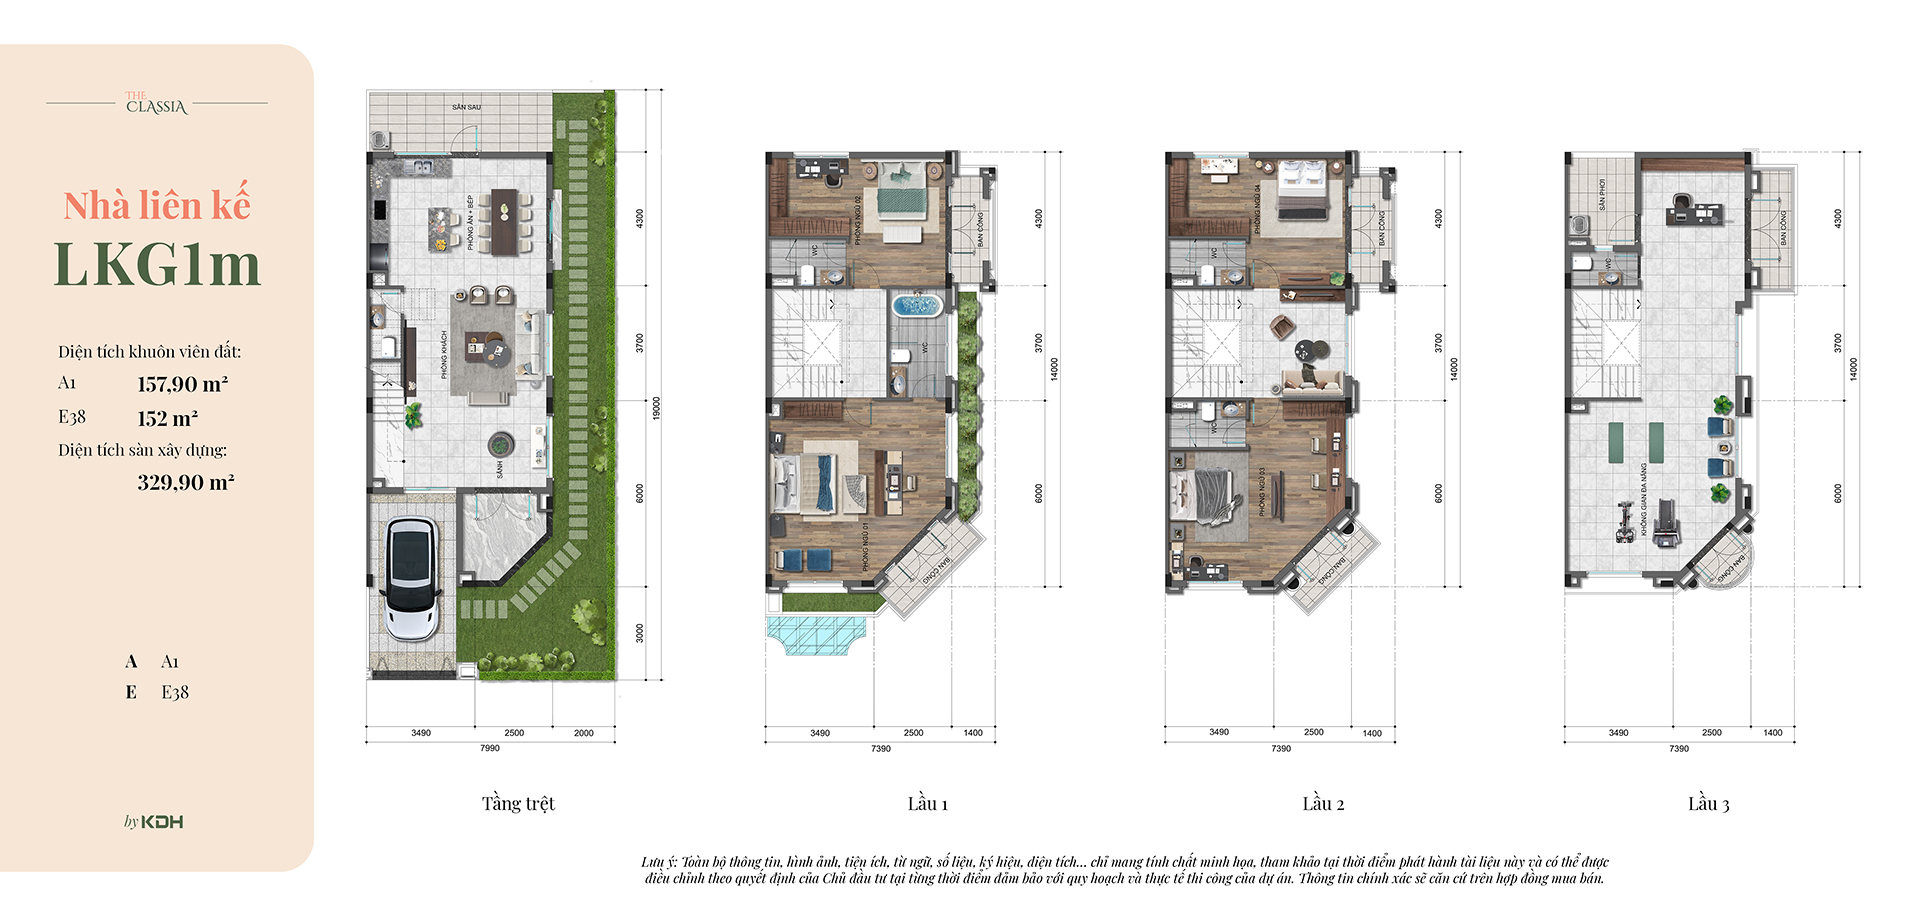 THE
CLASSIA
Nhà liên kế
LKG1m
Diện tích khuôn viên đất:
A1 157,90 m²
E38 152 m²
Diện tích sàn xây dựng:
329,90 m²
A A1
E E38
by KDH
SÂN SAU
PHÒNG ĂN + BẾP
PHÒNG KHÁCH
SẢNH
4300
3700
19000
6000
3000
3490 2500 2000
7990
Tầng trệt
PHÒNG NGỦ 02
BAN CÔNG
WC
WC
PHÒNG NGỦ 01
BAN CÔNG
4300
3700
14000
6000
3490 2500 1400
7390
Lầu 1
PHÒNG NGỦ 04
BAN CÔNG
WC
WC
PHÒNG NGỦ 03
BAN CÔNG
4300
3700
14000
6000
3490 2500 1400
7390
Lầu 2
SÂN PHƠI
BAN CÔNG
WC
KHÔNG GIAN ĐA NĂNG
BAN CÔNG
4300
3700
14000
6000
3490 2500 1400
7390
Lầu 3
Lưu ý: Toàn bộ thông tin, hình ảnh, tiện ích, từ ngữ, số liệu, ký hiệu, diện tích... chỉ mang tính chất minh họa, tham khảo tại thời điểm phát hành tài liệu này và có thể được
điều chỉnh theo quyết định của Chủ đầu tư tại từng thời điểm đảm bảo với quy hoạch và thực tế thi công của dự án. Thông tin chính xác sẽ căn cứ trên hợp đồng mua bán.